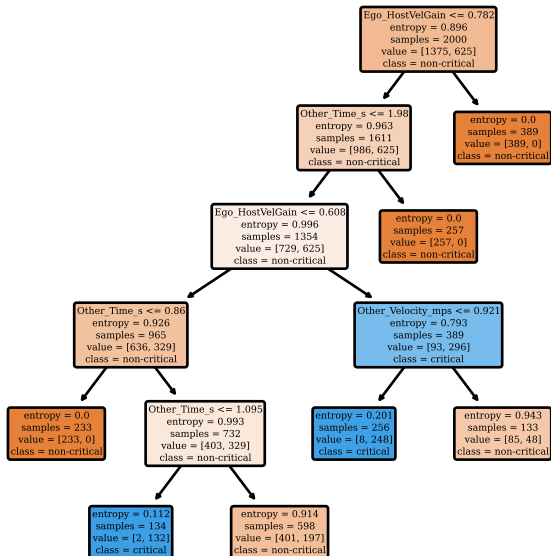 Ego_HostVelGain <= 0.782
entropy = 0.896
samples = 2000
value = [1375, 625]
class = non-critical
Other_Time_s <= 1.98
entropy = 0.963
samples = 1611
value = [986, 625]
class = non-critical
entropy = 0.0
samples = 389
value = [389, 0]
class = non-critical
Ego_HostVelGain <= 0.608
entropy = 0.996
samples = 1354
value = [729, 625]
class = non-critical
entropy = 0.0
samples = 257
value = [257, 0]
class = non-critical
Other_Time_s <= 0.86
entropy = 0.926
samples = 965
value = [636, 329]
class = non-critical
Other_Velocity_mps <= 0.921
entropy = 0.793
samples = 389
value = [93, 296]
class = critical
entropy = 0.0
samples = 233
value = [233, 0]
class = non-critical
Other_Time_s <= 1.095
entropy = 0.993
samples = 732
value = [403, 329]
class = non-critical
entropy = 0.201
samples = 256
value = [8, 248]
class = critical
entropy = 0.943
samples = 133
value = [85, 48]
class = non-critical
entropy = 0.112
samples = 134
value = [2, 132]
class = critical
entropy = 0.914
samples = 598
value = [401, 197]
class = non-critical